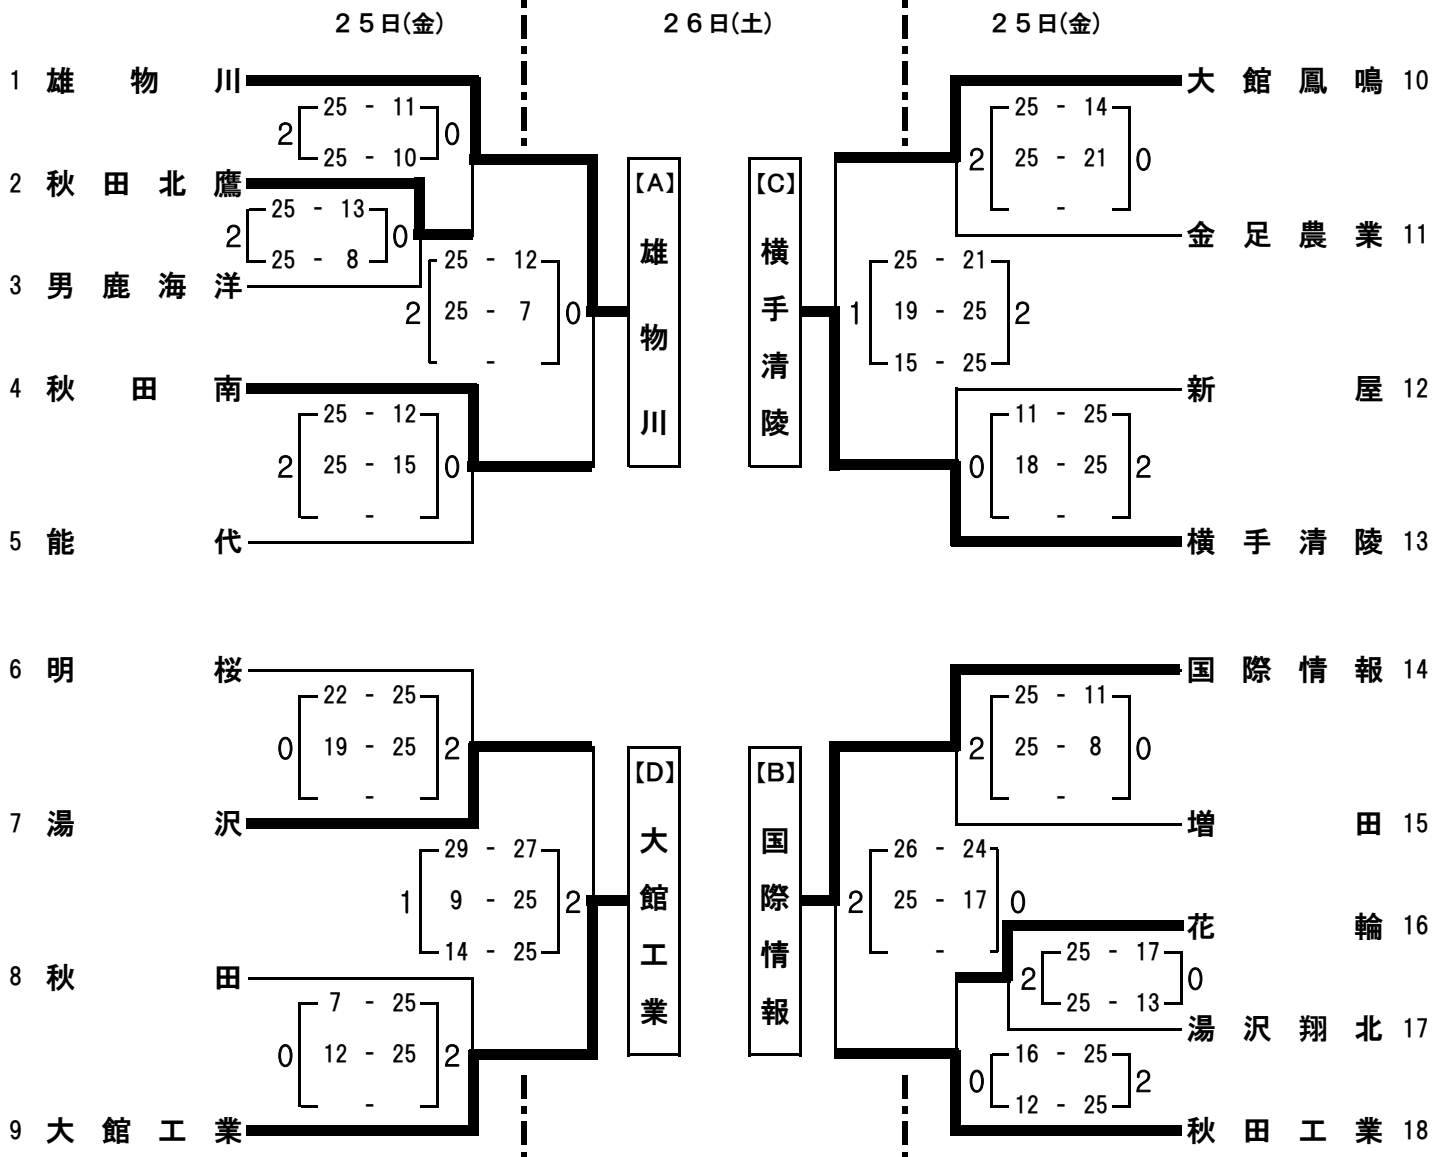 25日(金) 26日(土) 25日(金)
1 雄物川
25 - 11
2 0
25 - 10
2 秋田北鷹
25 - 13
2 0
25 - 8
3 男鹿海洋
25 - 12
2 25 - 7 0
-
4 秋田南
25 - 12
2 25 - 15 0
-
5 能代
【A】
雄物川
【C】
横手清陵
大館鳳鳴 10
25 - 14
2 25 - 21 0
-
金足農業 11
25 - 21
1 19 - 25 2
15 - 25
新屋 12
11 - 25
0 18 - 25 2
-
横手清陵 13
6 明桜
22 - 25
0 19 - 25 2
-
7 湯沢
29 - 27
1 9 - 25 2
14 - 25
8 秋田
7 - 25
0 12 - 25 2
-
9 大館工業
【D】
大館工業
【B】
国際情報
国際情報 14
25 - 11
2 25 - 8 0
-
増田 15
26 - 24
2 25 - 17 0
-
花輪 16
25 - 17
2 0
25 - 13
湯沢翔北 17
16 - 25
0 2
12 - 25
秋田工業 18